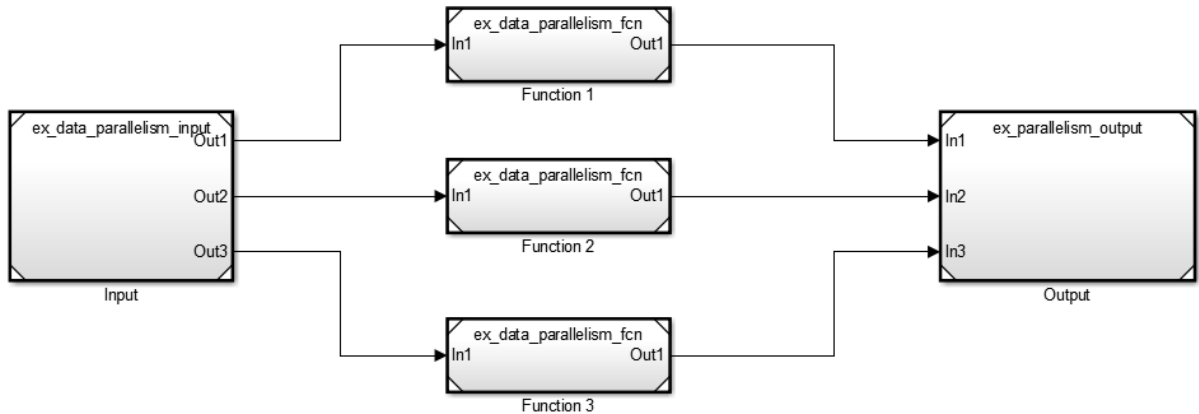 ex_data_parallelism_fcn
In1
Out1
Function 1
ex_data_parallelism_input
Out1
Out2
Out3
Input
ex_data_parallelism_fcn
In1
Out1
Function 2
ex_parallelism_output
In1
In2
In3
Output
ex_data_parallelism_fcn
In1
Out1
Function 3